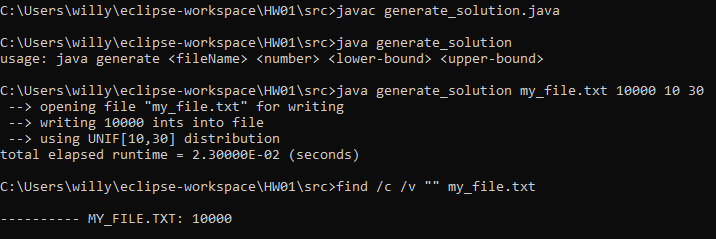 C:\Users\willy\eclipse-workspace\HW01\src>javac generate_solution.java
C:\Users\willy\eclipse-workspace\HW01\src>java generate_solution
usage: java generate <fileName> <number> <lower-bound> <upper-bound>
C:\Users\willy\eclipse-workspace\HW01\src>java generate_solution my_file.txt 10000 10 30
--> opening file "my_file.txt" for writing
--> writing 10000 ints into file
--> using UNIF[10,30] distribution
total elapsed runtime = 2.30000E-02 (seconds)
C:\Users\willy\eclipse-workspace\HW01\src>find /c /v "" my_file.txt
---------- MY_FILE.TXT: 10000